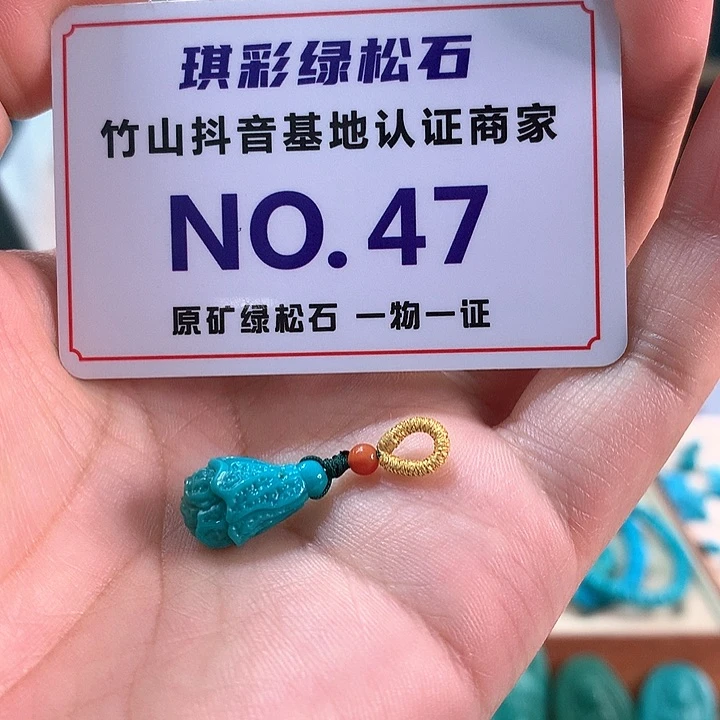 琪彩绿松石
竹山抖音基地认证商家
NO.47
原矿绿松石 一物一证